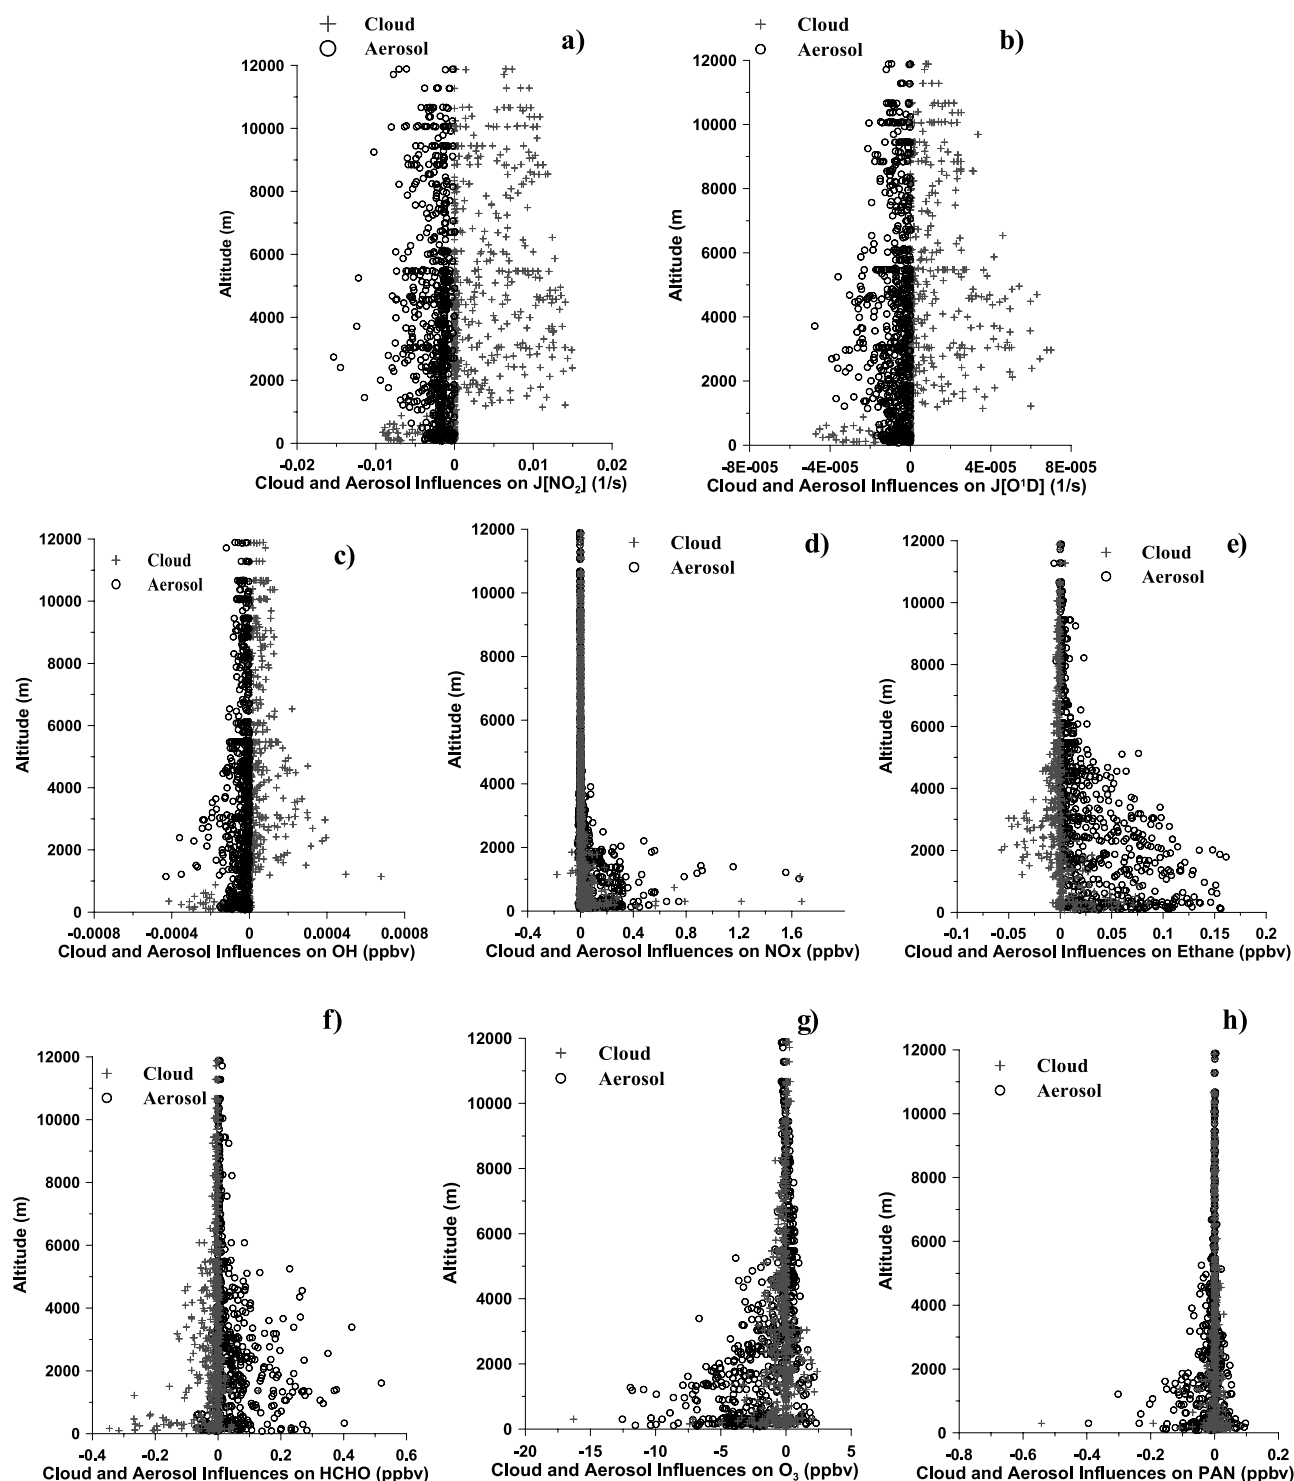 Cloud
Aerosol
a)
12000
10000
8000
6000
4000
2000
0
Altitude (m)
-0.02 -0.01 0 0.01 0.02
Cloud and Aerosol Influences on J[NO₂] (1/s)
Cloud
Aerosol
b)
12000
10000
8000
6000
4000
2000
0
Altitude (m
-8E-005 -4E-005 0 4E-005 8E-005
Cloud and Aerosol Influences on J[O¹D] (1/s)
Cloud
Aerosol
c)
12000
10000
8000
6000
4000
2000
0
Altitude (m)
-0.0008 -0.0004 0 0.0004 0.0008
Cloud and Aerosol Influences on OH (ppbv)
Cloud
Aerosol
d)
12000
10000
8000
6000
4000
2000
0
Altitude (m)
-0.4 0 0.4 0.8 1.2 1.6
Cloud and Aerosol Influences on NOx (ppbv)
Cloud
Aerosol
e)
12000
10000
8000
6000
4000
2000
0
Altitude (m)
-0.1 -0.05 0 0.05 0.1 0.15 0.2
Cloud and Aerosol Influences on Ethane (ppbv)
Cloud
Aerosol
f)
12000
10000
8000
6000
4000
2000
0
Altitude (m)
-0.4 -0.2 0 0.2 0.4 0.6
Cloud and Aerosol Influences on HCHO (ppbv)
Cloud
Aerosol
g)
12000
10000
8000
6000
4000
2000
0
Altitude (m)
-20 -15 -10 -5 0 5
Cloud and Aerosol Influences on O₃ (ppbv)
Cloud
Aerosol
h)
12000
10000
8000
6000
4000
2000
0
Altitude (m)
-0.8 -0.6 -0.4 -0.2 0 0.2
Cloud and Aerosol Influences on PAN (ppbv)